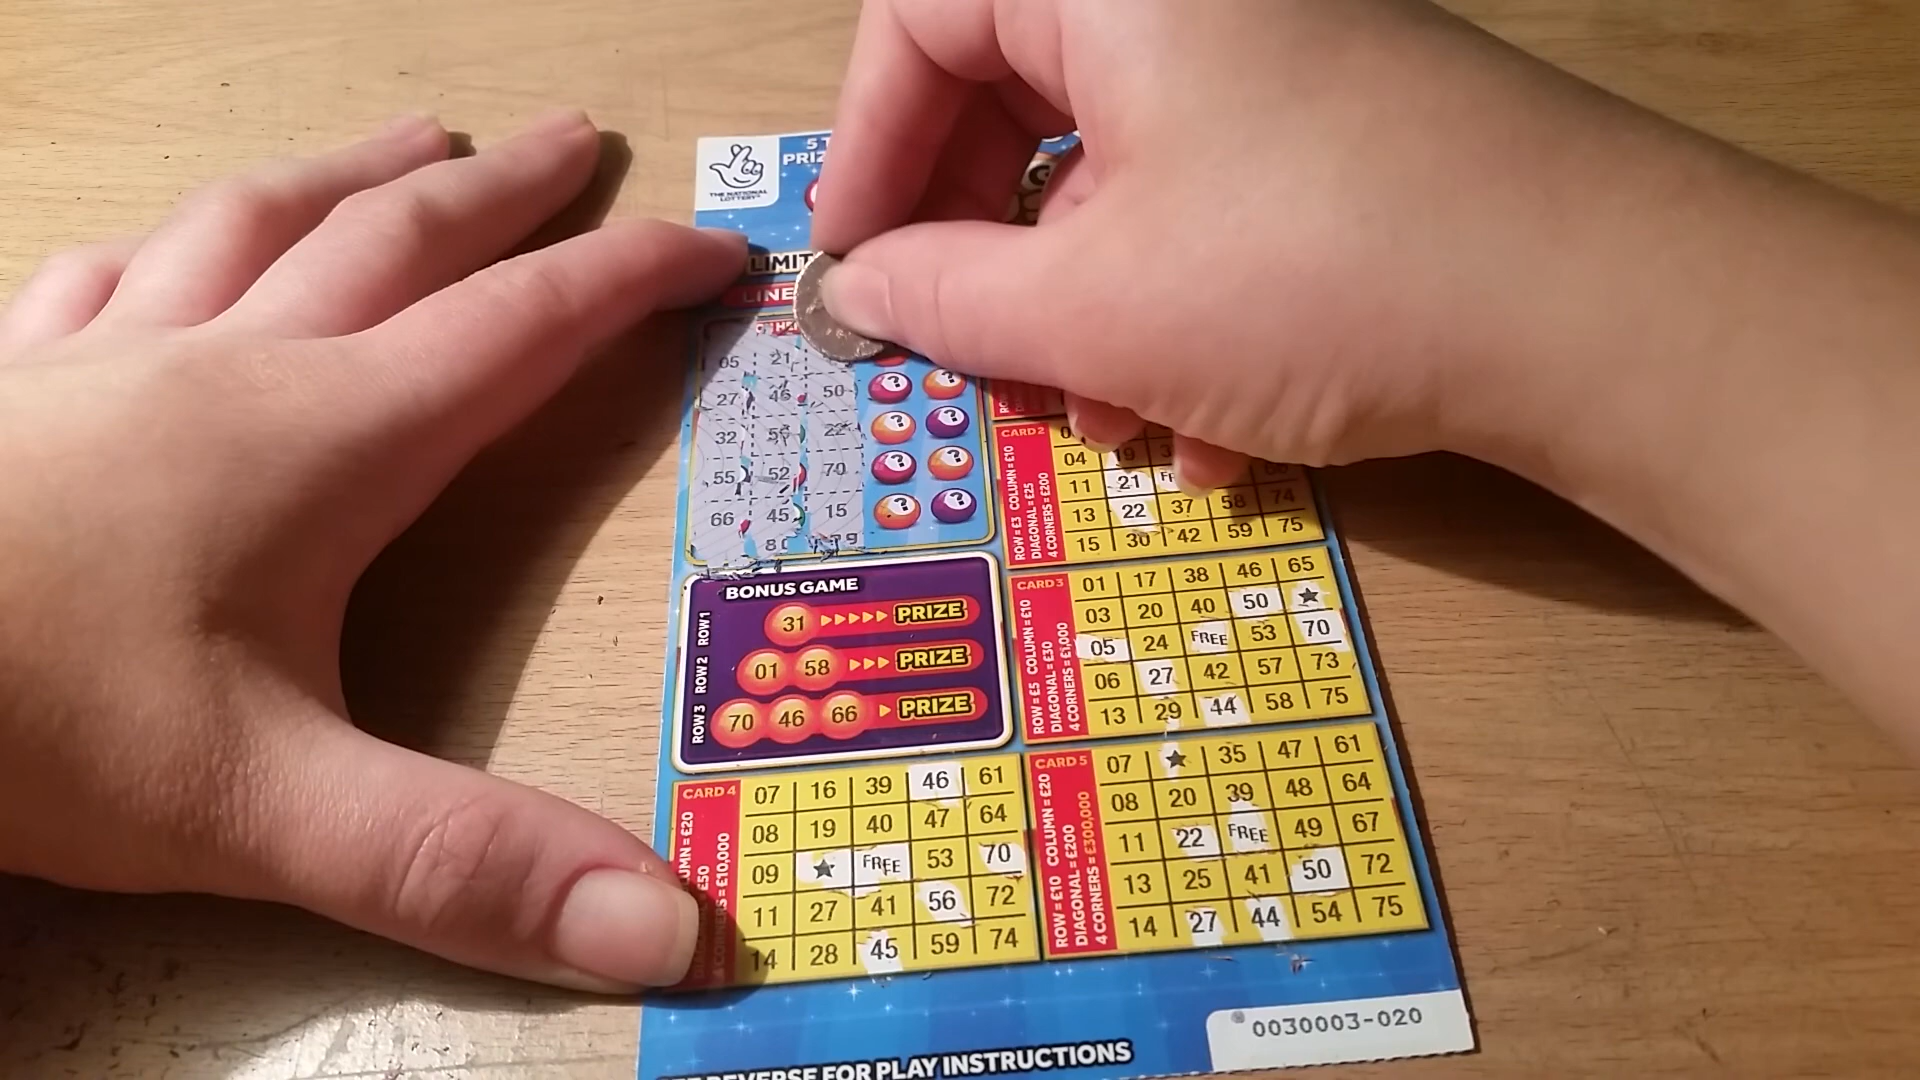 THE NATIONAL
LOTTERY
LIMIT
LINE
05 21
27 46 50
32 56 22
55 52 70
66 45 15
80 79
BONUS GAME
ROW 1 31 PRIZE
ROW 2 01 58 PRIZE
ROW 3 70 46 66 PRIZE
CARD 2
ROW = £3 COLUMN = £10
DIAGONAL = £25
4 CORNERS = £200
04 19
11 21
13 22 37 58 74
15 30 42 59 75
CARD 3
ROW = £5 COLUMN = £10
DIAGONAL = £30
4 CORNERS = £1,000
01 17 38 46 65
03 20 40 50
05 24 FREE 53 70
06 27 42 57 73
13 29 44 58 75
CARD 4
£50
CORNERS = £10,000
07 16 39 46 61
08 19 40 47 64
09 FREE 53 70
11 27 41 56 72
14 28 45 59 74
CARD 5
ROW = £10 COLUMN = £20
DIAGONAL = £200
4 CORNERS = £300,000
07 35 47 61
08 20 39 48 64
11 22 FREE 49 67
13 25 41 50 72
14 27 44 54 75
0030003-020
REVERSE FOR PLAY INSTRUCTIONS